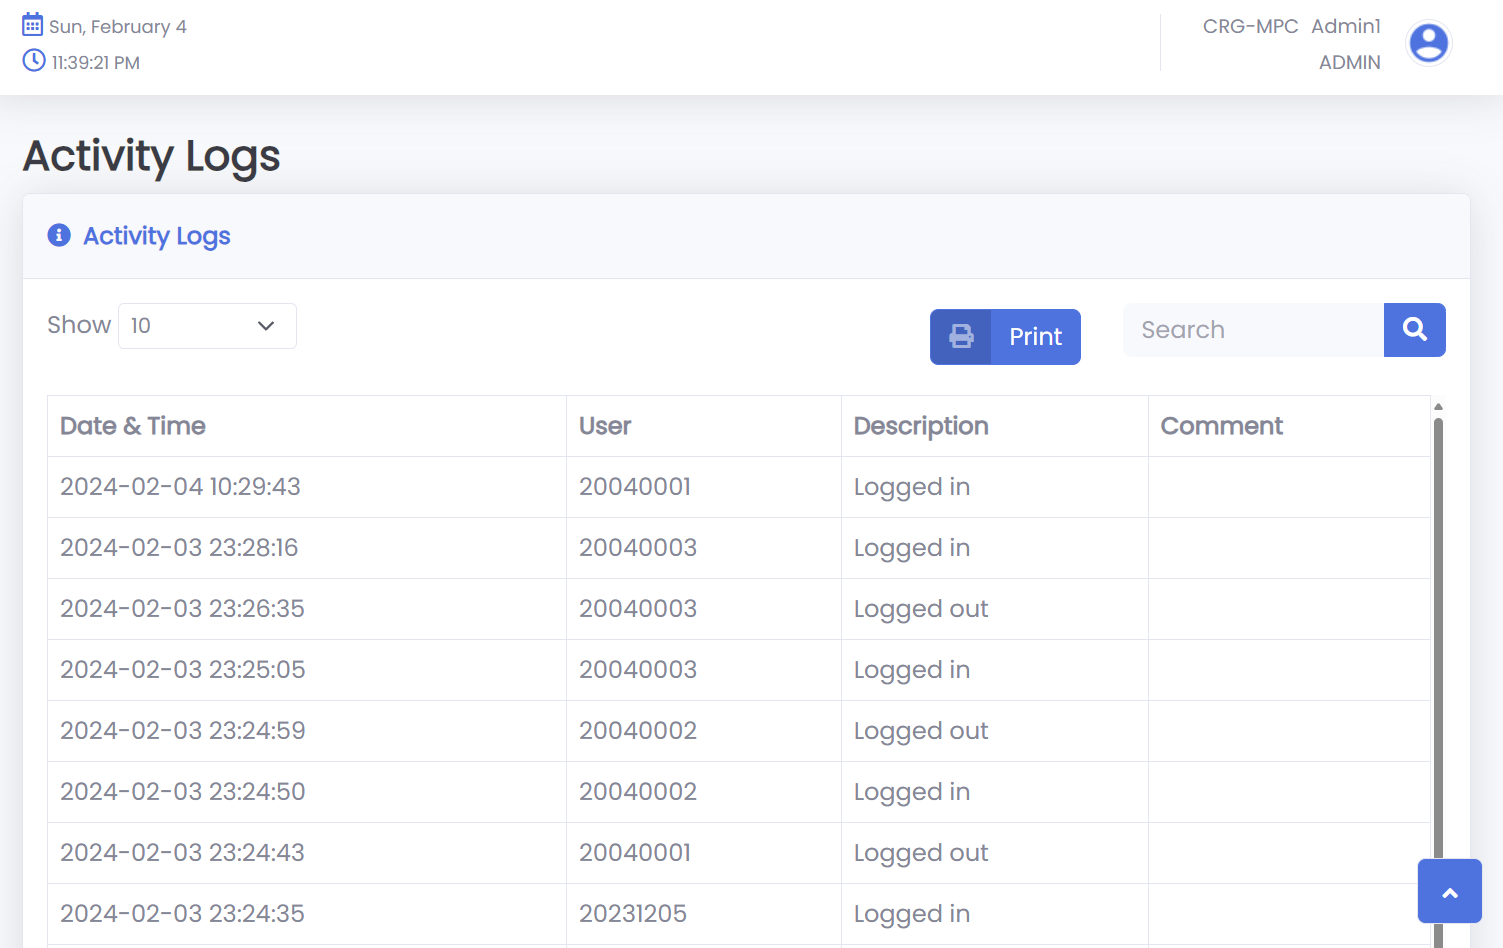 Sun, February 4
11:39:21 PM
CRG-MPC Admin1
ADMIN
Activity Logs
Activity Logs
Show 10
Print
Search
Date & Time User Description Comment
2024-02-04 10:29:43 20040001 Logged in
2024-02-03 23:28:16 20040003 Logged in
2024-02-03 23:26:35 20040003 Logged out
2024-02-03 23:25:05 20040003 Logged in
2024-02-03 23:24:59 20040002 Logged out
2024-02-03 23:24:50 20040002 Logged in
2024-02-03 23:24:43 20040001 Logged out
2024-02-03 23:24:35 20231205 Logged in